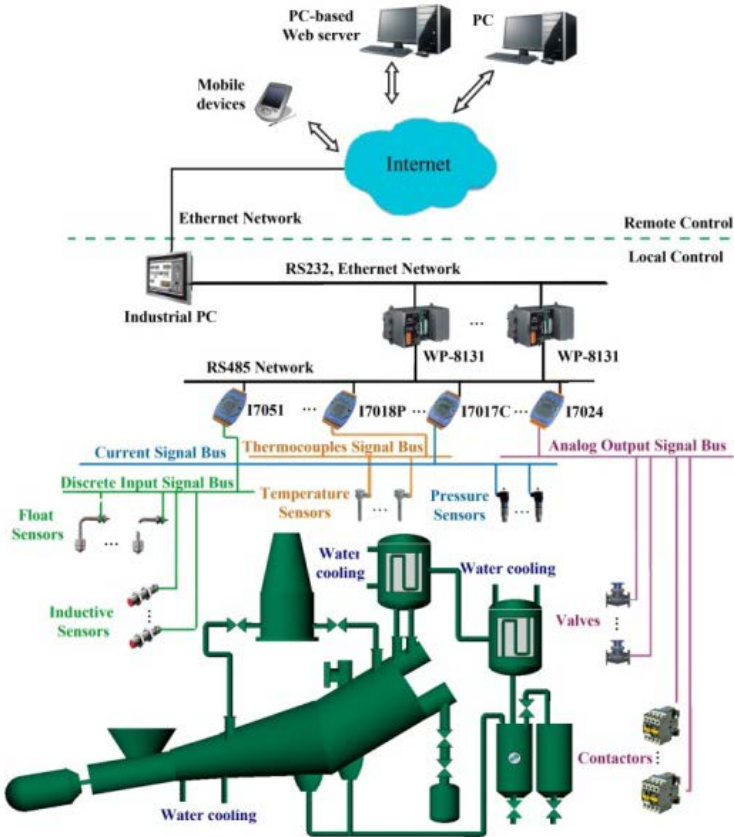 PC-based
Web server
PC
Mobile
devices
Internet
Ethernet Network
Remote Control
Local Control
RS232, Ethernet Network
Industrial PC
...
WP-8131
WP-8131
RS485 Network
I7051
...
I7018P
...
I7017C
...
I7024
Current Signal Bus
Thermocouples Signal Bus
Analog Output Signal Bus
Discrete Input Signal Bus
Float
Sensors
...
Temperature
Sensors
...
Pressure
Sensors
...
Inductive
Sensors
Water
cooling
Water cooling
Valves
Contactors
Water cooling